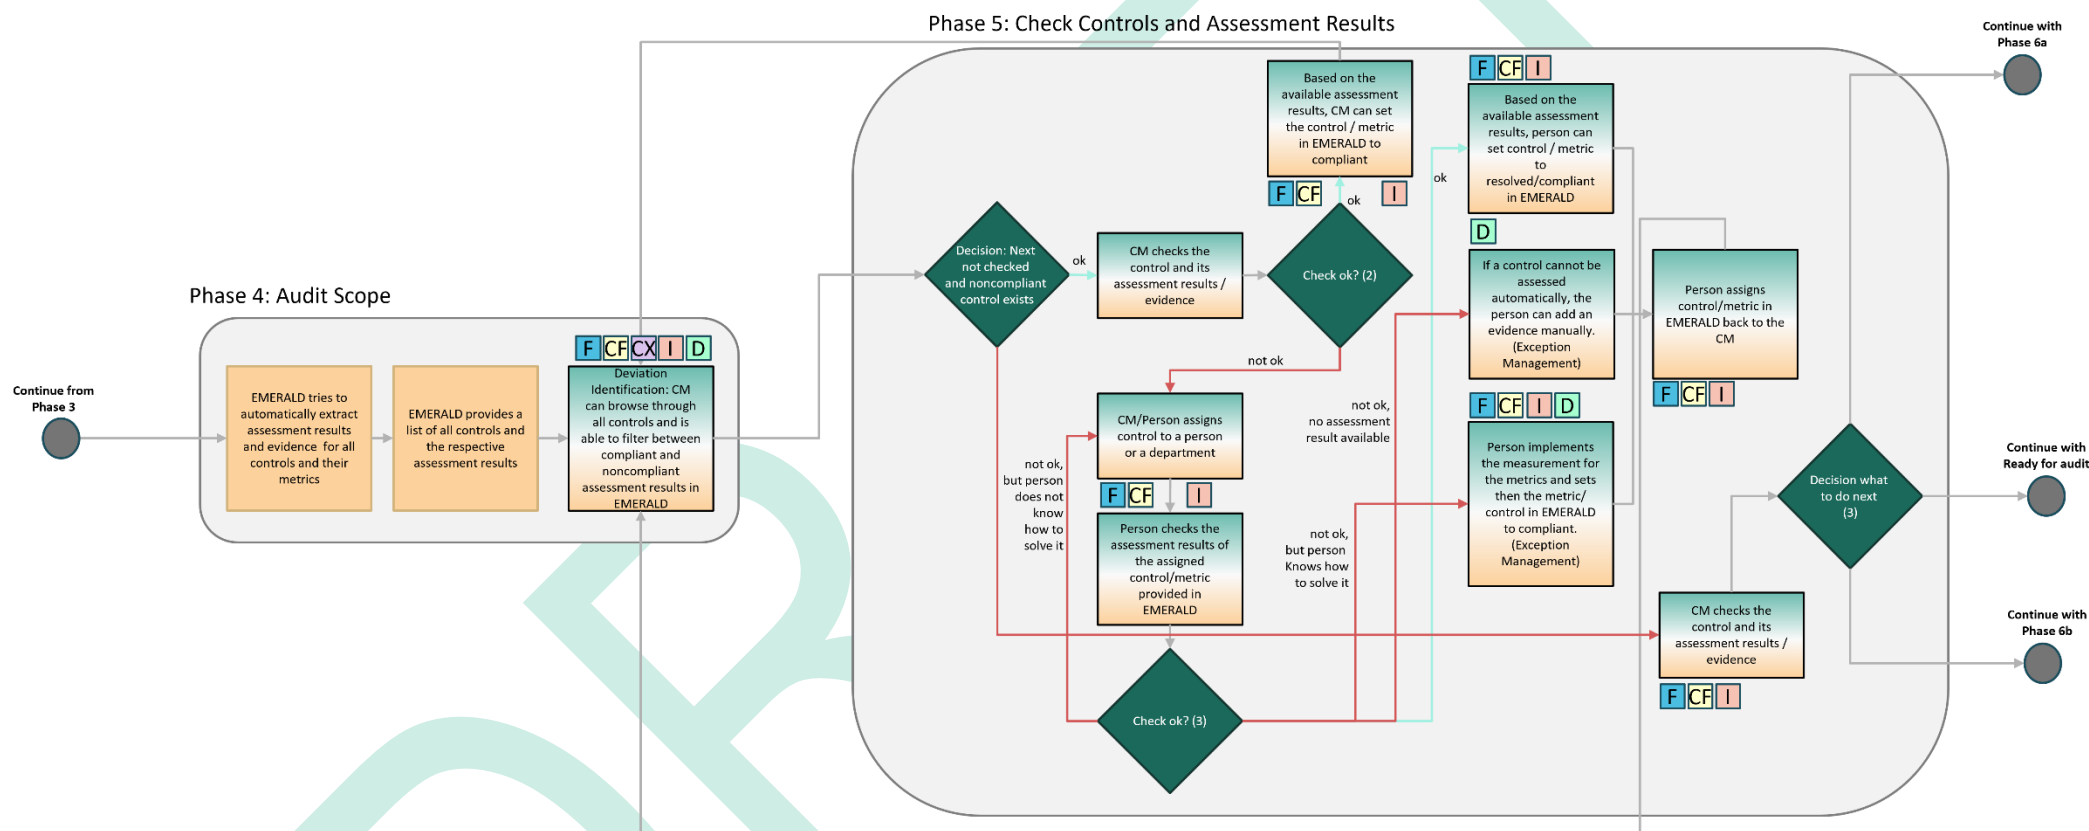 Phase 5: Check Controls and Assessment Results
Continue with
Phase 6a
F CF I
Based on the
available assessment
results, CM can set
the control / metric
in EMERALD to
compliant
F CF I
ok
Based on the
available assessment
results, person can
set control / metric
to
resolved/compliant
in EMERALD
ok
D
Decision: Next
not checked
and noncompliant
control exists
ok
CM checks the
control and its
assessment results /
evidence
Check ok? (2)
If a control cannot be
assessed
automatically, the
person can add an
evidence manually.
(Exception
Management)
Person assigns
control/metric in
EMERALD back to the
CM
F CF I
Phase 4: Audit Scope
F CF CX I D
Continue from
Phase 3
EMERALD tries to
automatically extract
assessment results
and evidence for all
controls and their
metrics
EMERALD provides a
list of all controls and
the respective
assessment results
Deviation
Identification: CM
can browse through
all controls and is
able to filter between
compliant and
noncompliant
assessment results in
EMERALD
not ok
CM/Person assigns
control to a person
or a department
F CF I
not ok,
no assessment
result available
F CF I D
Person implements
the measurement for
the metrics and sets
then the metric/
control in EMERALD
to compliant.
(Exception
Management)
not ok,
but person
does not
know
how to
solve it
Person checks the
assessment results of
the assigned
control/metric
provided in
EMERALD
not ok,
but person
Knows how
to solve it
Decision what
to do next
(3)
Continue with
Ready for audit
CM checks the
control and its
assessment results /
evidence
F CF I
Continue with
Phase 6b
Check ok? (3)